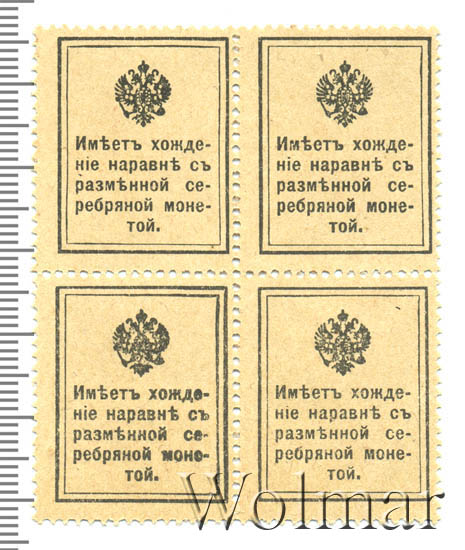 Имѣетъ хожде-
ніе наравнѣ съ
размѣнной се-
ребряной моне-
той.
Имѣетъ хожде-
ніе наравнѣ съ
размѣнной се-
ребряной моне-
той.
Имѣетъ хожде-
ніе наравнѣ съ
размѣнной се-
ребряной моне-
той.
Имѣетъ хожде-
ніе наравнѣ съ
размѣнной се-
ребряной моне-
той.
Wolmar